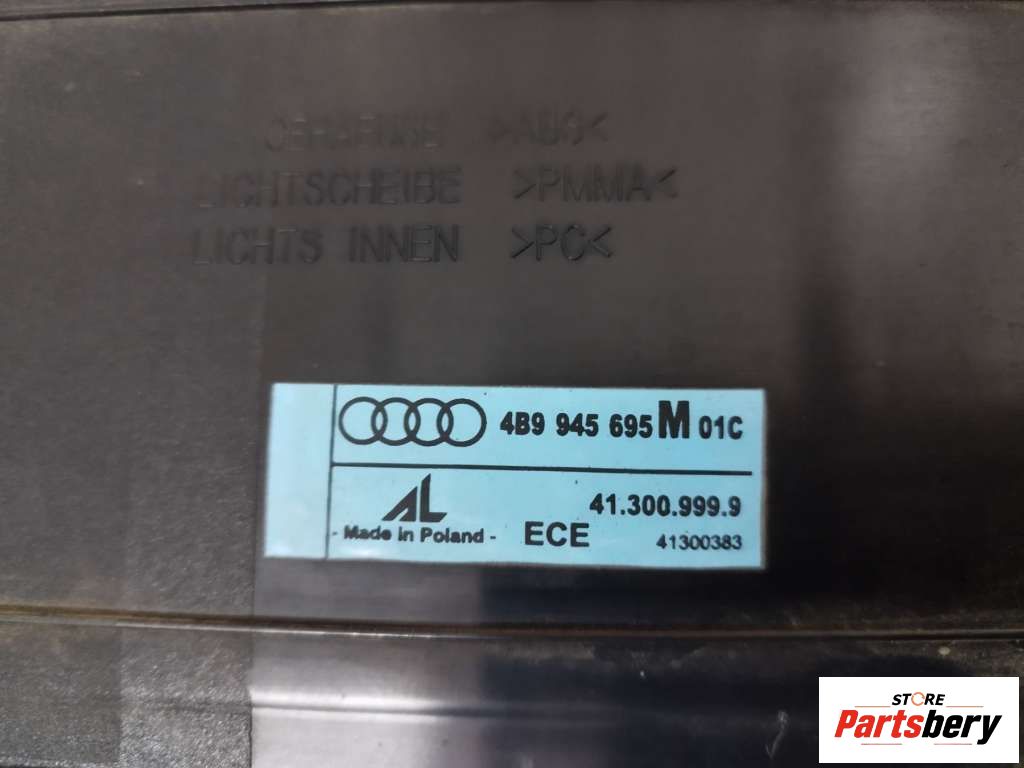 >ABS<
LICHTSCHEIBE >PMMA<
LICHTS INNEN >PC<
4B9 945 695 M 01C
AL
41.300.999.9
- Made in Poland - ECE 41300383
STORE
Partsbery